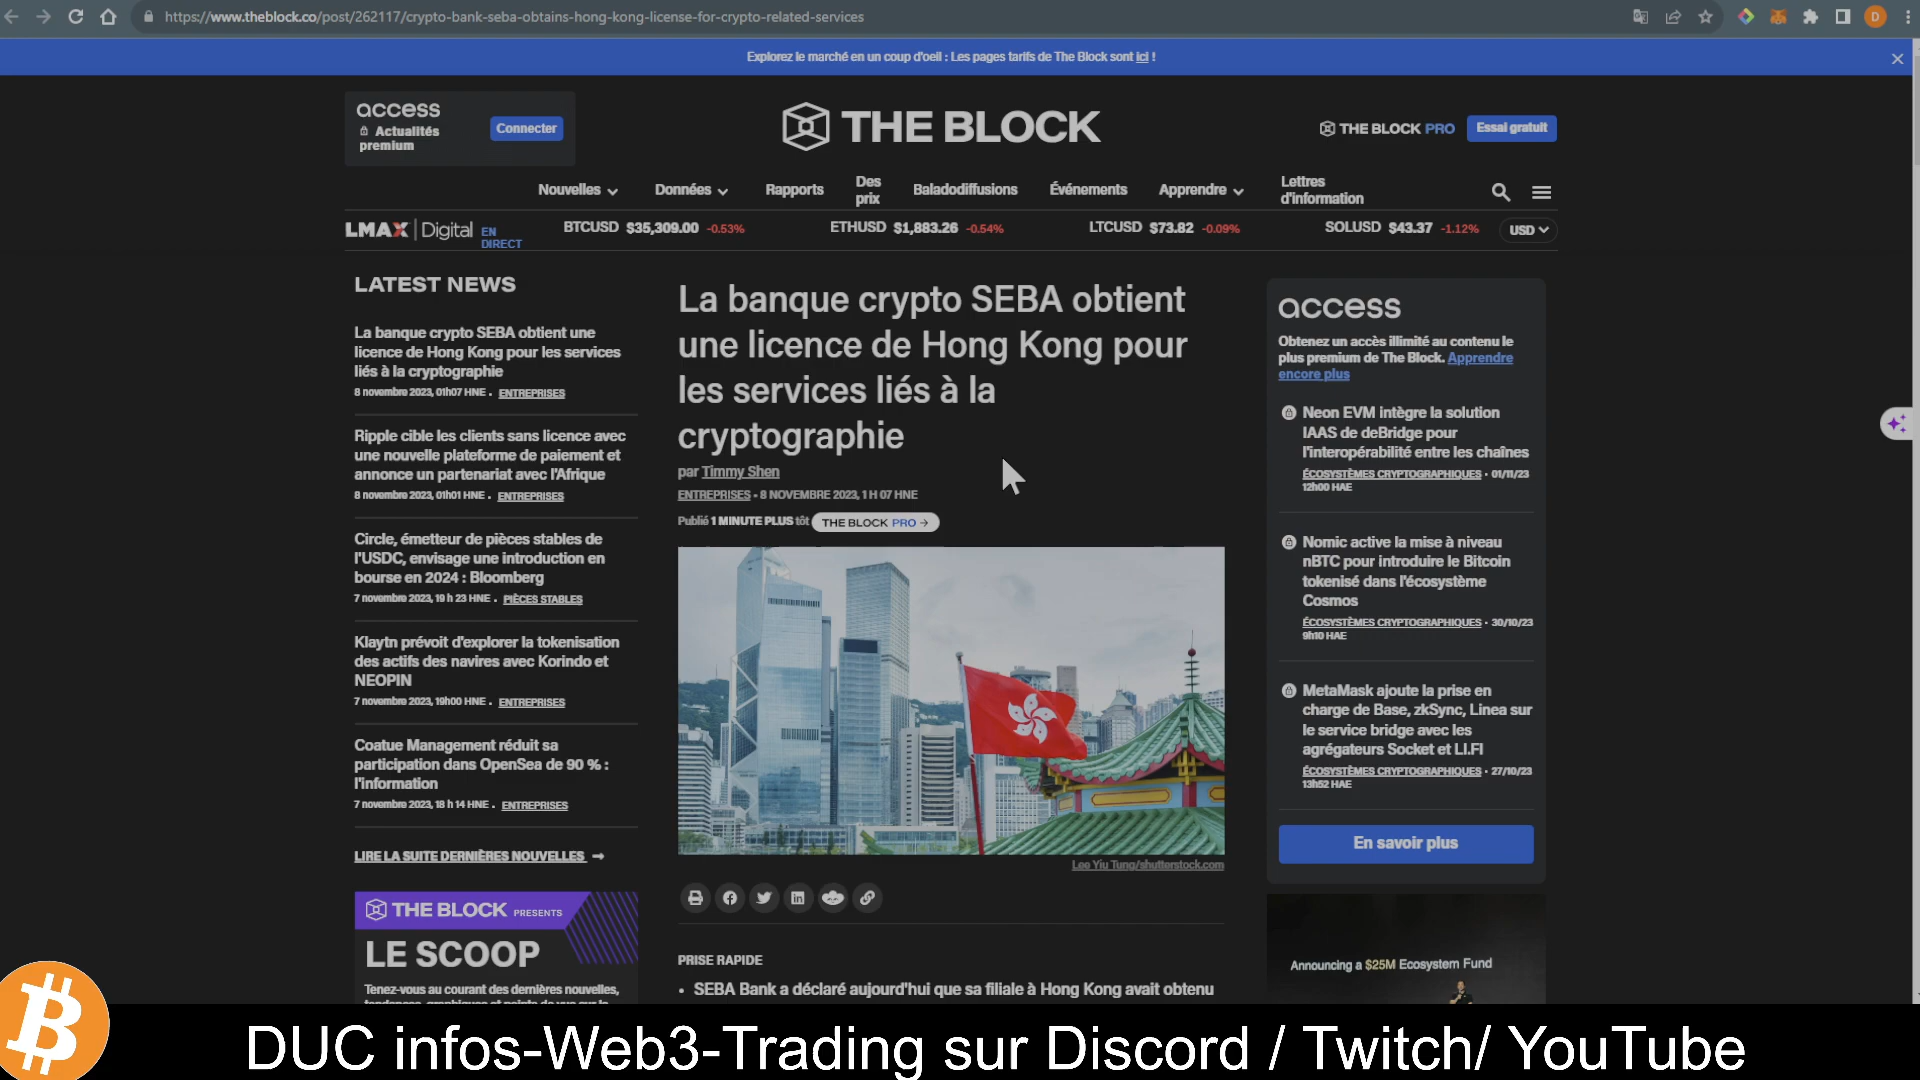 https://www.theblock.co/post/262117/crypto-bank-seba-obtains-hong-kong-license-for-crypto-related-services
D
Explorez le marché en un coup d'oeil : Les pages tarifs de The Block sont ici !
access
Actualités
premium
Connecter
THE BLOCK
THE BLOCK PRO
Essai gratuit
Nouvelles
Données
Rapports
Des
prix
Baladodiffusions
Événements
Apprendre
Lettres
d'information
LMAX Digital
EN
DIRECT
BTCUSD $35,309.00 -0.53%
ETHUSD $1,883.26 -0.54%
LTCUSD $73.82 -0.09%
SOLUSD $43.37 -1.12%
USD
LATEST NEWS
La banque crypto SEBA obtient une
licence de Hong Kong pour les services
liés à la cryptographie
8 novembre 2023, 01h07 HNE • ENTREPRISES
Ripple cible les clients sans licence avec
une nouvelle plateforme de paiement et
annonce un partenariat avec l'Afrique
8 novembre 2023, 01h01 HNE • ENTREPRISES
Circle, émetteur de pièces stables de
l'USDC, envisage une introduction en
bourse en 2024 : Bloomberg
7 novembre 2023, 19 h 23 HNE • PIÈCES STABLES
Klaytn prévoit d'explorer la tokenisation
des actifs des navires avec Korindo et
NEOPIN
7 novembre 2023, 19h00 HNE • ENTREPRISES
Coatue Management réduit sa
participation dans OpenSea de 90 % :
l'information
7 novembre 2023, 18 h 14 HNE • ENTREPRISES
LIRE LA SUITE DERNIÈRES NOUVELLES →
THE BLOCK PRESENTS
LE SCOOP
Tenez-vous au courant des dernières nouvelles,
La banque crypto SEBA obtient
une licence de Hong Kong pour
les services liés à la
cryptographie
par Timmy Shen
ENTREPRISES • 8 NOVEMBRE 2023, 1 H 07 HNE
Publié 1 MINUTE PLUS tôt THE BLOCK PRO →
Lee Yiu Tung/shutterstock.com
PRISE RAPIDE
• SEBA Bank a déclaré aujourd'hui que sa filiale à Hong Kong avait obtenu
access
Obtenez un accès illimité au contenu le
plus premium de The Block. Apprendre
encore plus
Neon EVM intègre la solution
IAAS de deBridge pour
l'interopérabilité entre les chaînes
ÉCOSYSTÈMES CRYPTOGRAPHIQUES • 01/11/23
12h00 HAE
Nomic active la mise à niveau
nBTC pour introduire le Bitcoin
tokenisé dans l'écosystème
Cosmos
ÉCOSYSTÈMES CRYPTOGRAPHIQUES • 30/10/23
9h10 HAE
MetaMask ajoute la prise en
charge de Base, zkSync, Linea sur
le service bridge avec les
agrégateurs Socket et LI.FI
ÉCOSYSTÈMES CRYPTOGRAPHIQUES • 27/10/23
13h52 HAE
En savoir plus
Announcing a $25M Ecosystem Fund
DUC infos-Web3-Trading sur Discord / Twitch/ YouTube